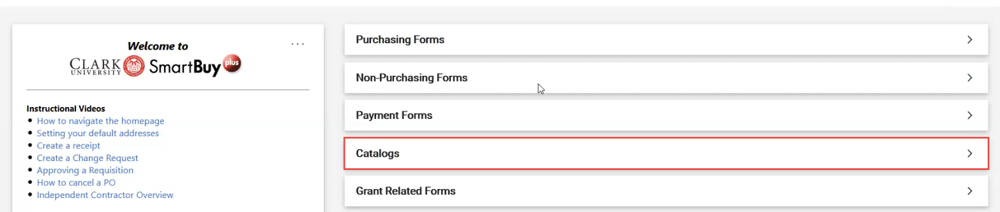 Welcome to
CLARK
UNIVERSITY
SmartBuy plus
Instructional Videos
How to navigate the homepage
Setting your default addresses
Create a receipt
Create a Change Request
Approving a Requisition
How to cancel a PO
Independent Contractor Overview
Purchasing Forms
Non-Purchasing Forms
Payment Forms
Catalogs
Grant Related Forms